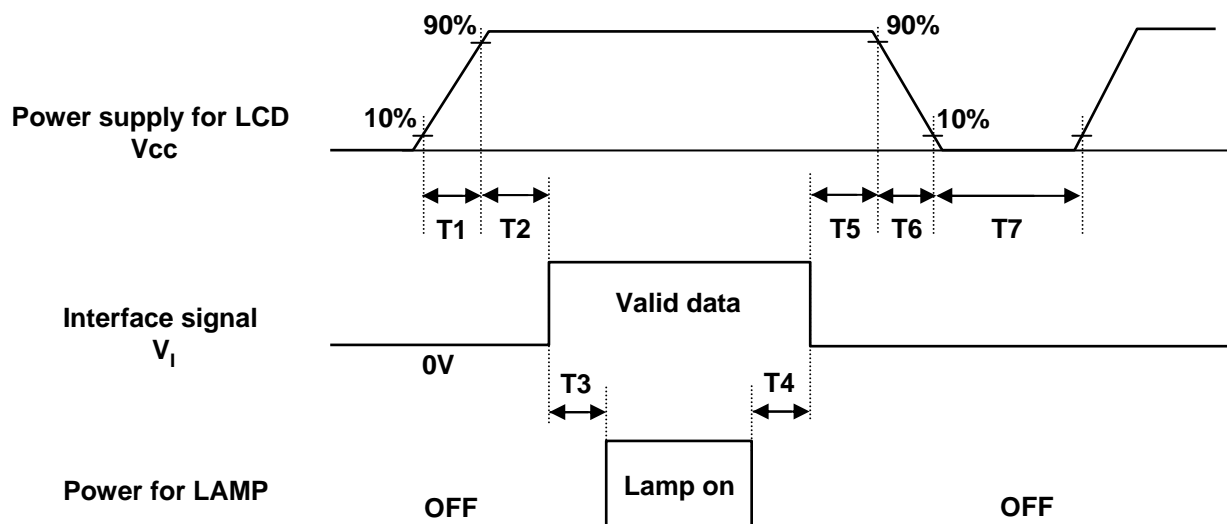 90%
90%
Power supply for LCD
Vcc
10%
10%
T1
T2
T5
T6
T7
Interface signal
V_I
Valid data
0V
T3
T4
Power for LAMP
OFF
Lamp on
OFF